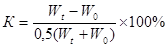 K = (W_t - W_0) / (0,5(W_t + W_0)) × 100%